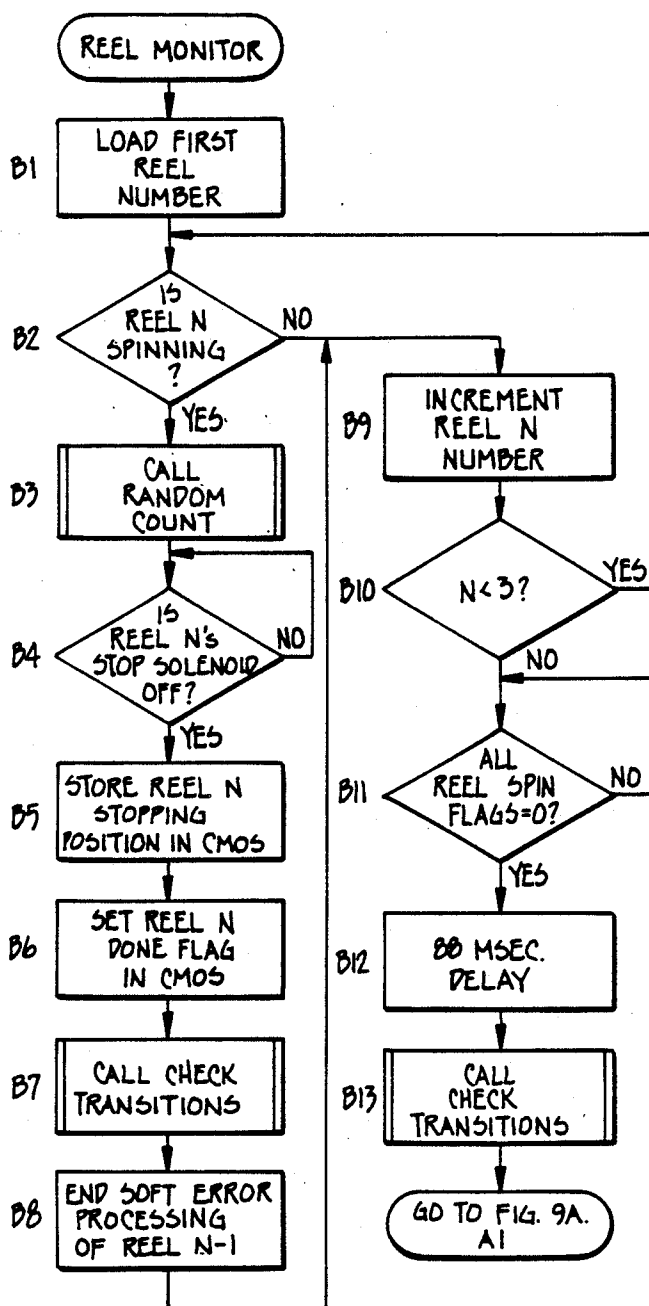 REEL MONITOR
B1
LOAD FIRST
REEL
NUMBER
B2
IS
REEL N
SPINNING
?
NO
YES
B3
CALL
RANDOM
COUNT
B4
IS
REEL N'S
STOP SOLENOID
OFF?
NO
YES
B5
STORE REEL N
STOPPING
POSITION IN CMOS
B6
SET REEL N
DONE FLAG
IN CMOS
B7
CALL CHECK
TRANSITIONS
B8
END SOFT ERROR
PROCESSING
OF REEL N-1
B9
INCREMENT
REEL N
NUMBER
B10
N<3?
YES
NO
B11
ALL
REEL SPIN
FLAGS=0?
NO
YES
B12
88 MSEC.
DELAY
B13
CALL
CHECK
TRANSITIONS
GO TO FIG. 9A.
A1